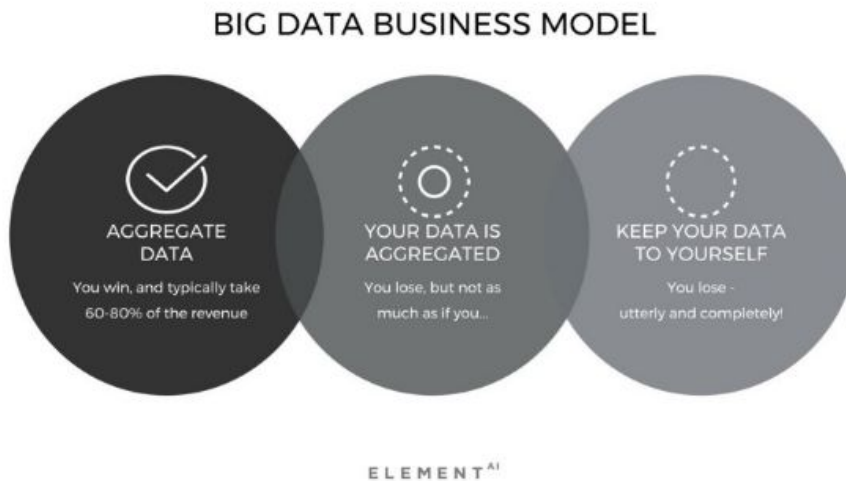 BIG DATA BUSINESS MODEL
AGGREGATE
DATA
You win, and typically take
60-80% of the revenue
YOUR DATA IS
AGGREGATED
You lose, but not as
much as if you...
KEEP YOUR DATA
TO YOURSELF
You lose -
utterly and completely!
ELEMENT AI